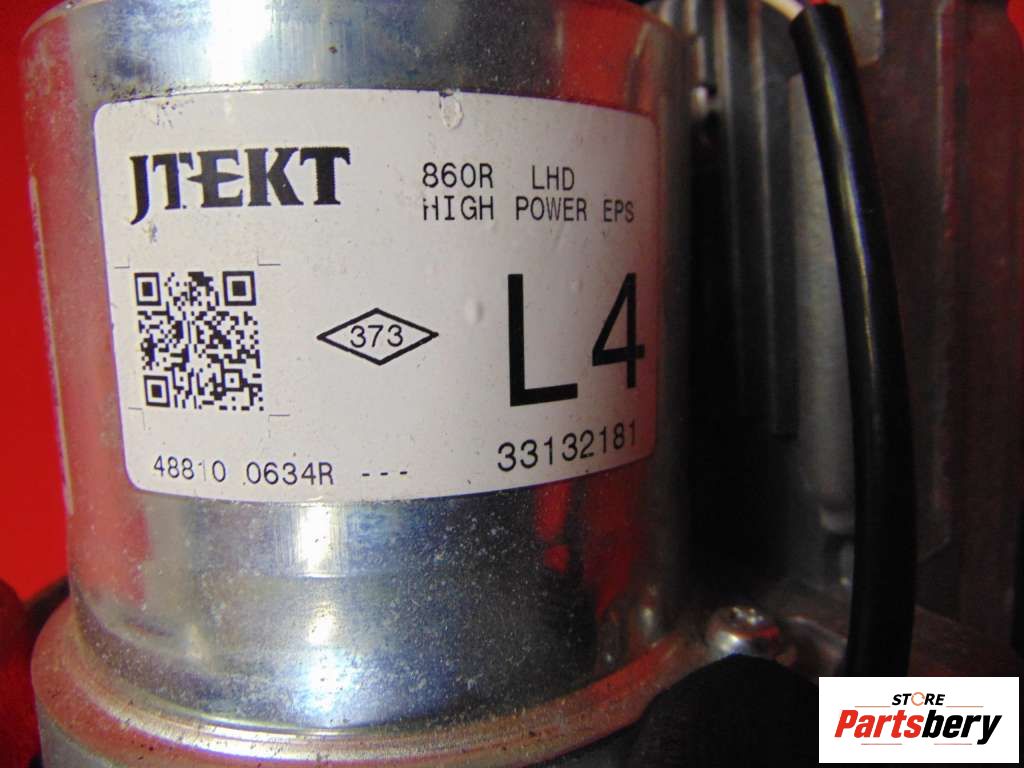 JTEKT
860R LHD
HIGH POWER EPS
373
L4
48810 0634R ---
33132181
STORE
Partsbery